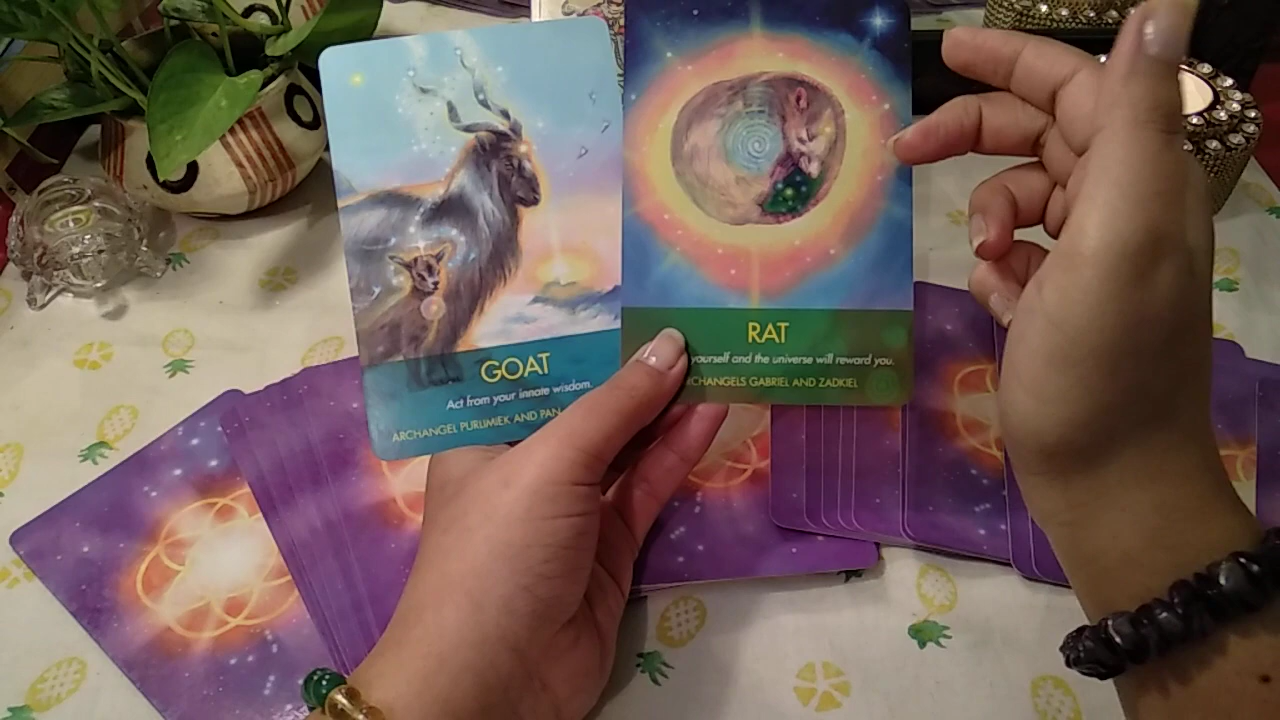 GOAT
Act from your innate wisdom.
ARCHANGEL PURLIMIEK AND PAN
RAT
yourself and the universe will reward you.
ARCHANGELS GABRIEL AND ZADKIEL